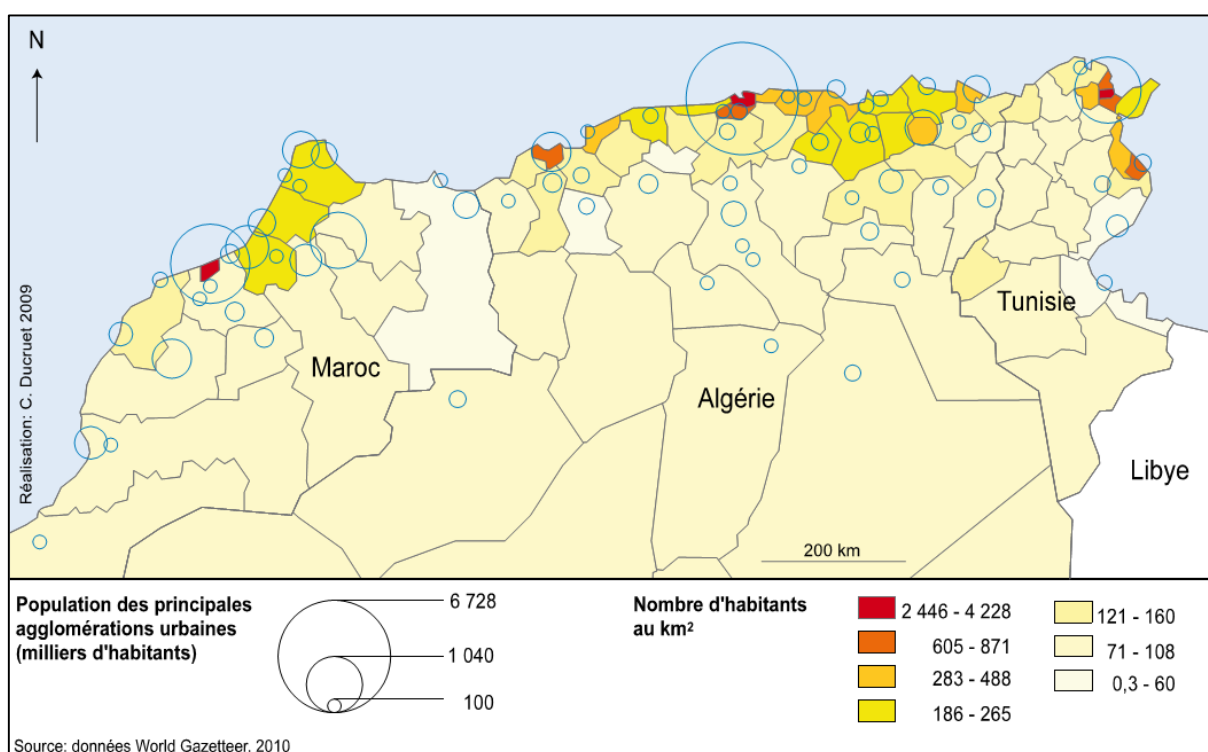 N
Réalisation: C. Ducruet 2009
Maroc
Algérie
Tunisie
Libye
200 km
Population des principales
agglomérations urbaines
(milliers d'habitants)
6 728
1 040
100
Nombre d'habitants
au km²
2 446 - 4 228
605 - 871
283 - 488
186 - 265
121 - 160
71 - 108
0,3 - 60
Source: données World Gazetteer, 2010